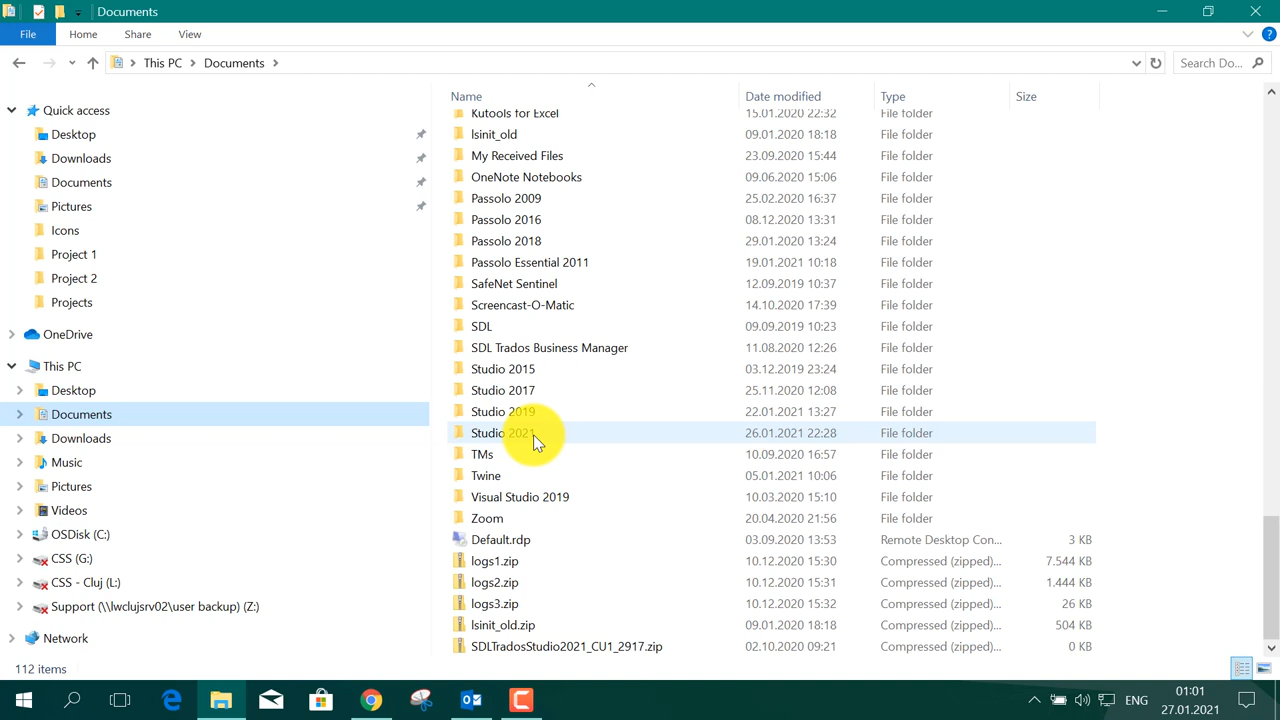 Documents
File Home Share View
This PC Documents Search Do...
Name Date modified Type Size
Quick access
Desktop
Downloads
Documents
Pictures
Icons
Project 1
Project 2
Projects
OneDrive
This PC
Desktop
Documents
Downloads
Music
Pictures
Videos
OSDisk (C:)
CSS (G:)
CSS - Cluj (L:)
Support (\\lwclujsrv02\user backup) (Z:)
Network
Kutools for Excel 15.01.2020 22:32 File folder
lsinit_old 09.01.2020 18:18 File folder
My Received Files 23.09.2020 15:44 File folder
OneNote Notebooks 09.06.2020 15:06 File folder
Passolo 2009 25.02.2020 16:37 File folder
Passolo 2016 08.12.2020 13:31 File folder
Passolo 2018 29.01.2020 13:24 File folder
Passolo Essential 2011 19.01.2021 10:18 File folder
SafeNet Sentinel 12.09.2019 10:37 File folder
Screencast-O-Matic 14.10.2020 17:39 File folder
SDL 09.09.2019 10:23 File folder
SDL Trados Business Manager 11.08.2020 12:26 File folder
Studio 2015 03.12.2019 23:24 File folder
Studio 2017 25.11.2020 12:08 File folder
Studio 2019 22.01.2021 13:27 File folder
Studio 2021 26.01.2021 22:28 File folder
TMs 10.09.2020 16:57 File folder
Twine 05.01.2021 10:06 File folder
Visual Studio 2019 10.03.2020 15:10 File folder
Zoom 20.04.2020 21:56 File folder
Default.rdp 03.09.2020 13:53 Remote Desktop Con... 3 KB
logs1.zip 10.12.2020 15:30 Compressed (zipped)... 7.544 KB
logs2.zip 10.12.2020 15:31 Compressed (zipped)... 1.444 KB
logs3.zip 10.12.2020 15:32 Compressed (zipped)... 26 KB
lsinit_old.zip 09.01.2020 18:18 Compressed (zipped)... 504 KB
SDLTradosStudio2021_CU1_2917.zip 02.10.2020 09:21 Compressed (zipped)... 0 KB
112 items
ENG 01:01
27.01.2021